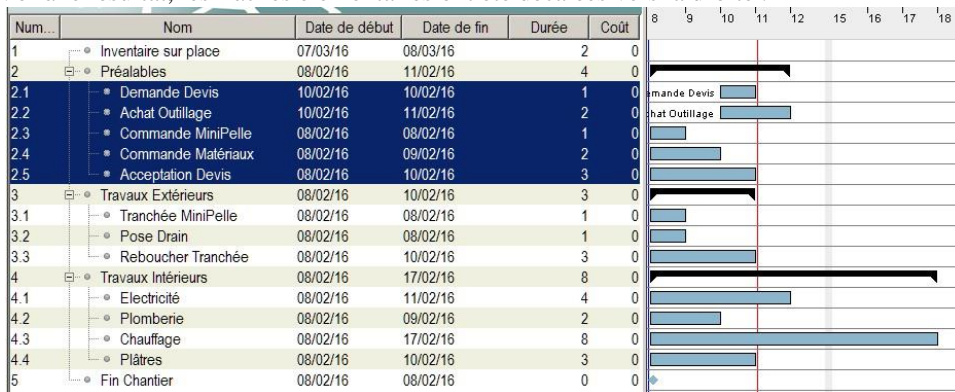 Num... Nom Date de début Date de fin Durée Coût 8 9 10 11 12 15 16 17 18
1 Inventaire sur place 07/03/16 08/03/16 2 0
2 Préalables 08/02/16 11/02/16 4 0
2.1 Demande Devis 10/02/16 10/02/16 1 0 emande Devis
2.2 Achat Outillage 10/02/16 11/02/16 2 0 hat Outillage
2.3 Commande MiniPelle 08/02/16 08/02/16 1 0
2.4 Commande Matériaux 08/02/16 09/02/16 2 0
2.5 Acceptation Devis 08/02/16 10/02/16 3 0
3 Travaux Extérieurs 08/02/16 10/02/16 3 0
3.1 Tranchée MiniPelle 08/02/16 08/02/16 1 0
3.2 Pose Drain 08/02/16 08/02/16 1 0
3.3 Reboucher Tranchée 08/02/16 10/02/16 3 0
4 Travaux Intérieurs 08/02/16 17/02/16 8 0
4.1 Electricité 08/02/16 11/02/16 4 0
4.2 Plomberie 08/02/16 09/02/16 2 0
4.3 Chauffage 08/02/16 17/02/16 8 0
4.4 Plâtres 08/02/16 10/02/16 3 0
5 Fin Chantier 08/02/16 08/02/16 0 0